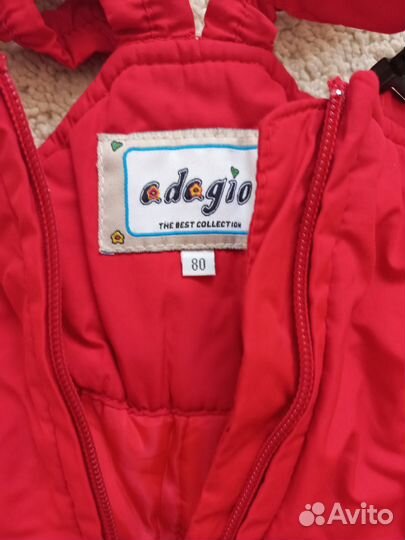 adagio
THE BEST COLLECTION
80
Avito